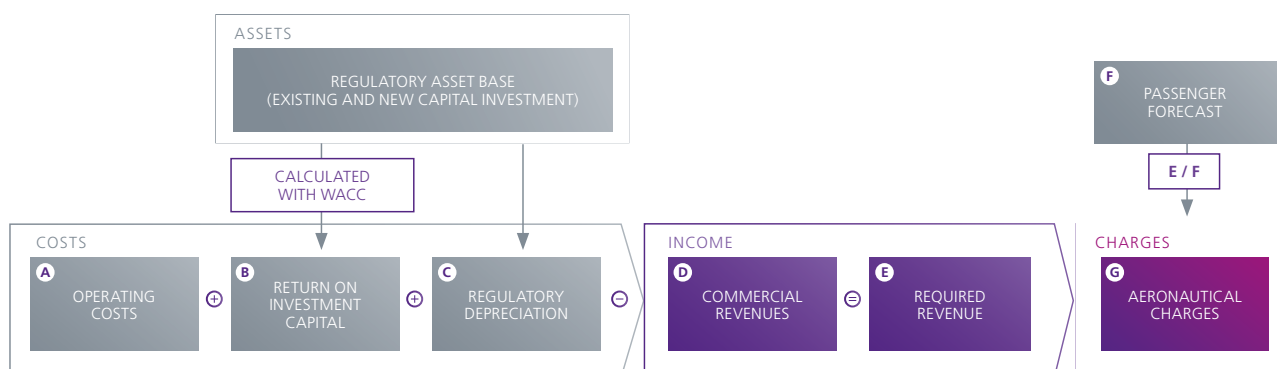 ASSETS
REGULATORY ASSET BASE
(EXISTING AND NEW CAPITAL INVESTMENT)
F
PASSENGER
FORECAST
CALCULATED
WITH WACC
E / F
COSTS
A
OPERATING
COSTS
+
B
RETURN ON
INVESTMENT
CAPITAL
+
C
REGULATORY
DEPRECIATION
−
INCOME
D
COMMERCIAL
REVENUES
=
E
REQUIRED
REVENUE
CHARGES
G
AERONAUTICAL
CHARGES